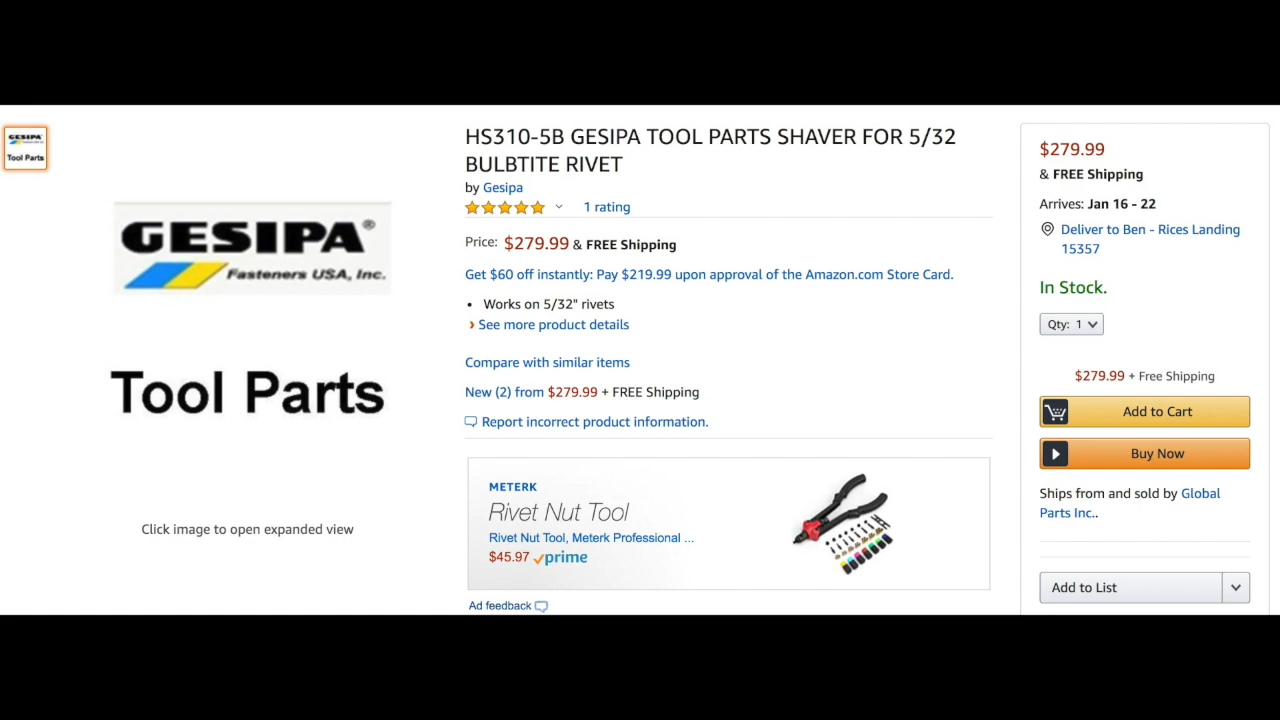 GESIPA
Tool Parts
GESIPA®
Fasteners USA, Inc.
Tool Parts
Click image to open expanded view
HS310-5B GESIPA TOOL PARTS SHAVER FOR 5/32
BULBTITE RIVET
by Gesipa
1 rating
Price: $279.99 & FREE Shipping
Get $60 off instantly: Pay $219.99 upon approval of the Amazon.com Store Card.
• Works on 5/32" rivets
› See more product details
Compare with similar items
New (2) from $279.99 + FREE Shipping
Report incorrect product information.
METERK
Rivet Nut Tool
Rivet Nut Tool, Meterk Professional ...
$45.97 prime
Ad feedback
$279.99
& FREE Shipping
Arrives: Jan 16 - 22
Deliver to Ben - Rices Landing
15357
In Stock.
Qty: 1
$279.99 + Free Shipping
Add to Cart
Buy Now
Ships from and sold by Global
Parts Inc..
Add to List